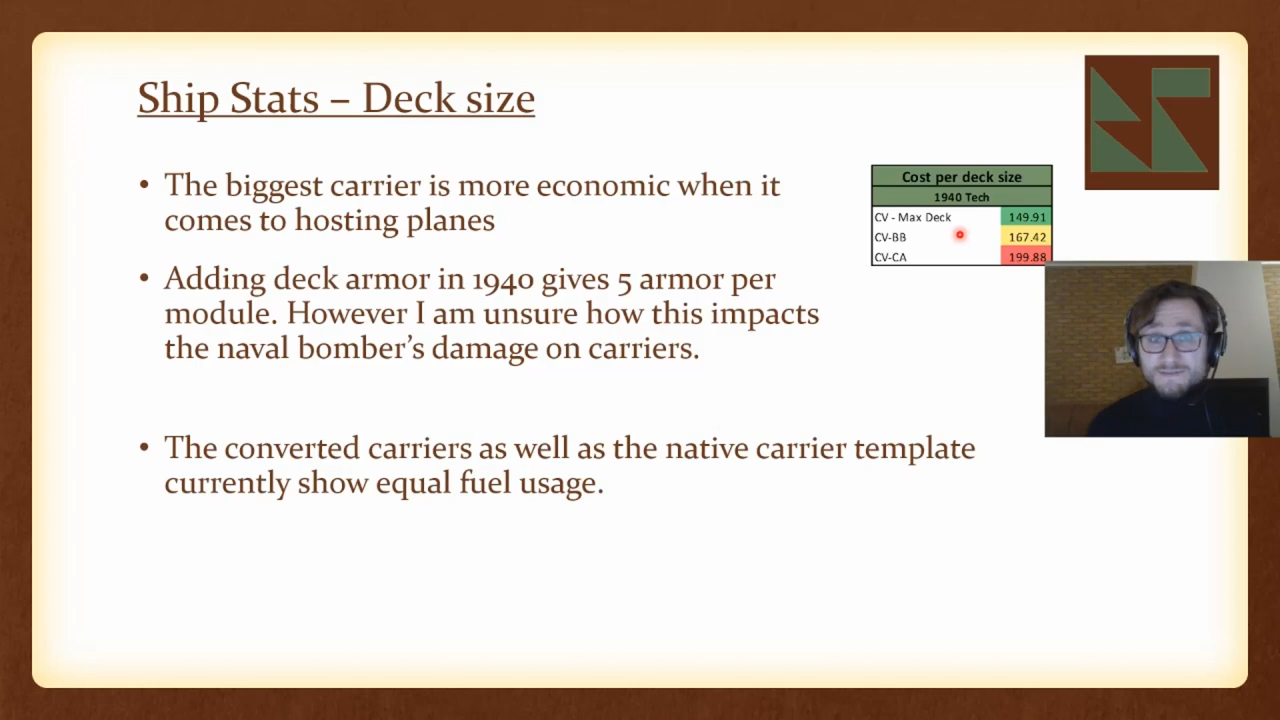 Ship Stats – Deck size
• The biggest carrier is more economic when it
comes to hosting planes
• Adding deck armor in 1940 gives 5 armor per
module. However I am unsure how this impacts
the naval bomber's damage on carriers.
• The converted carriers as well as the native carrier template
currently show equal fuel usage.
Cost per deck size
1940 Tech
CV - Max Deck 149.91
CV-BB 167.42
CV-CA 199.88